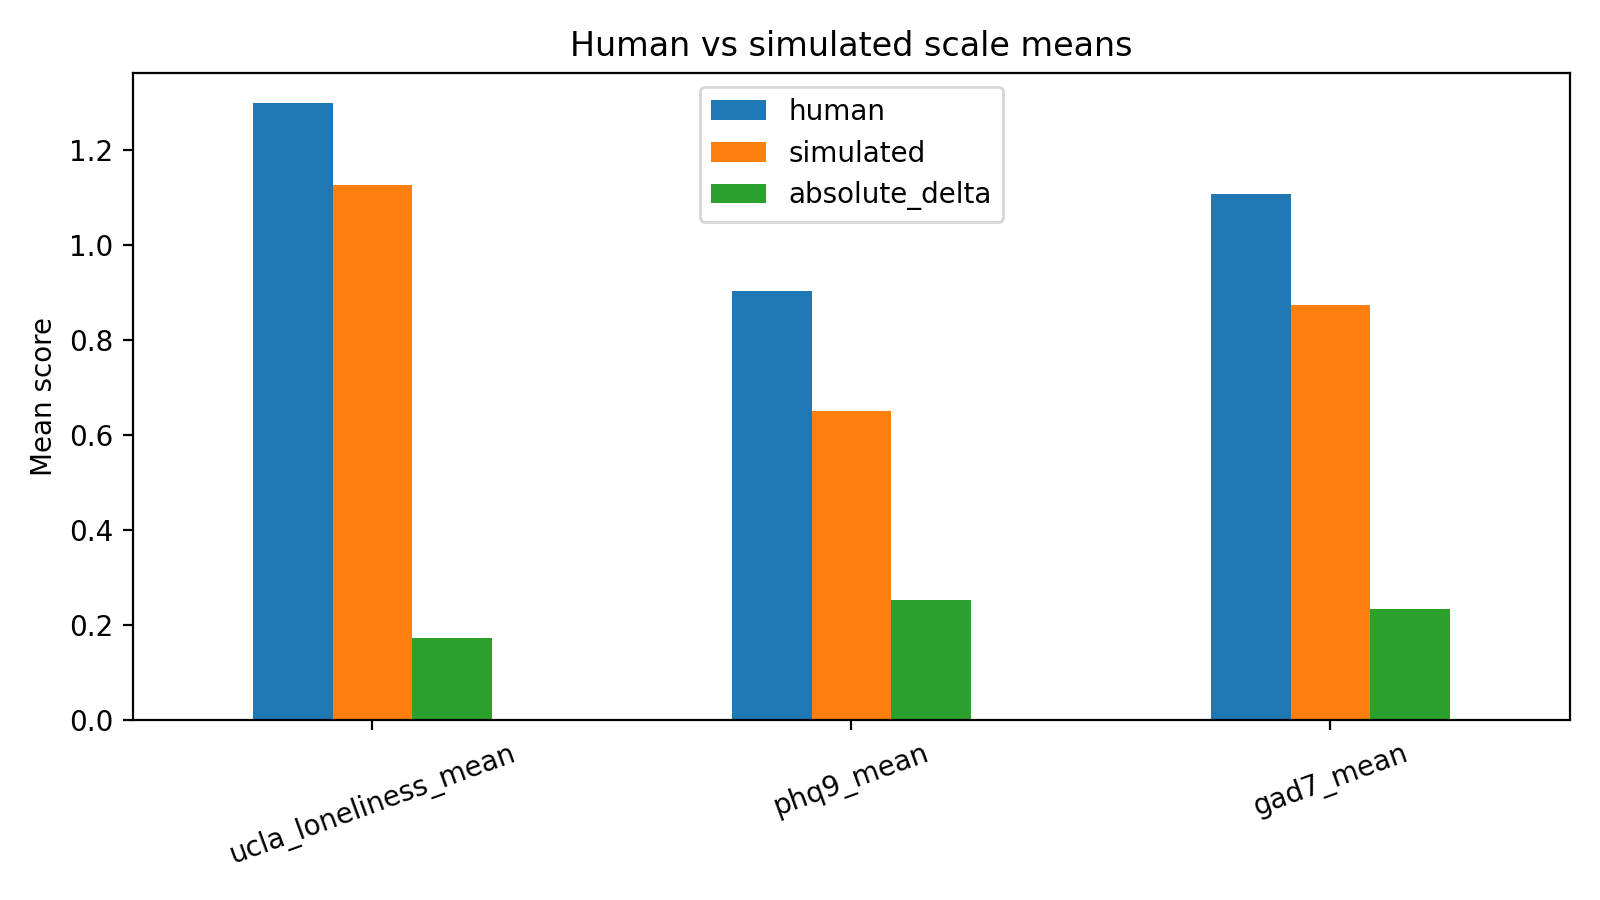 Human vs simulated scale means
human
simulated
absolute_delta
Mean score
1.2
1.0
0.8
0.6
0.4
0.2
0.0
ucla_loneliness_mean
phq9_mean
gad7_mean